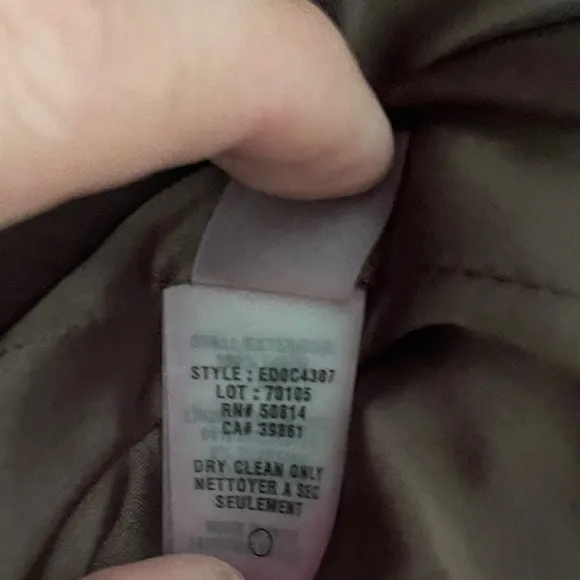 STYLE : ED0C4307
LOT : 70105
RN# 50814
CA# 39861
DRY CLEAN ONLY
NETTOYER A SEC
SEULEMENT